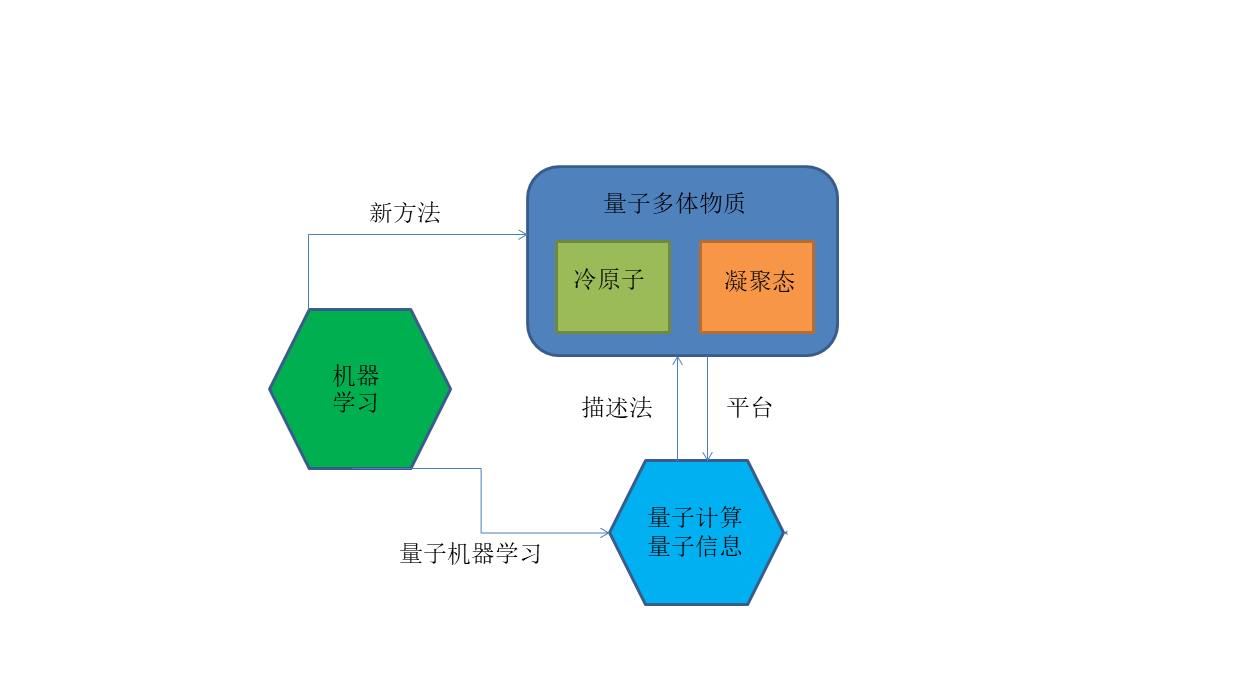 量子多体物质
新方法
冷原子
凝聚态
机器
学习
描述法
平台
量子计算
量子信息
量子机器学习